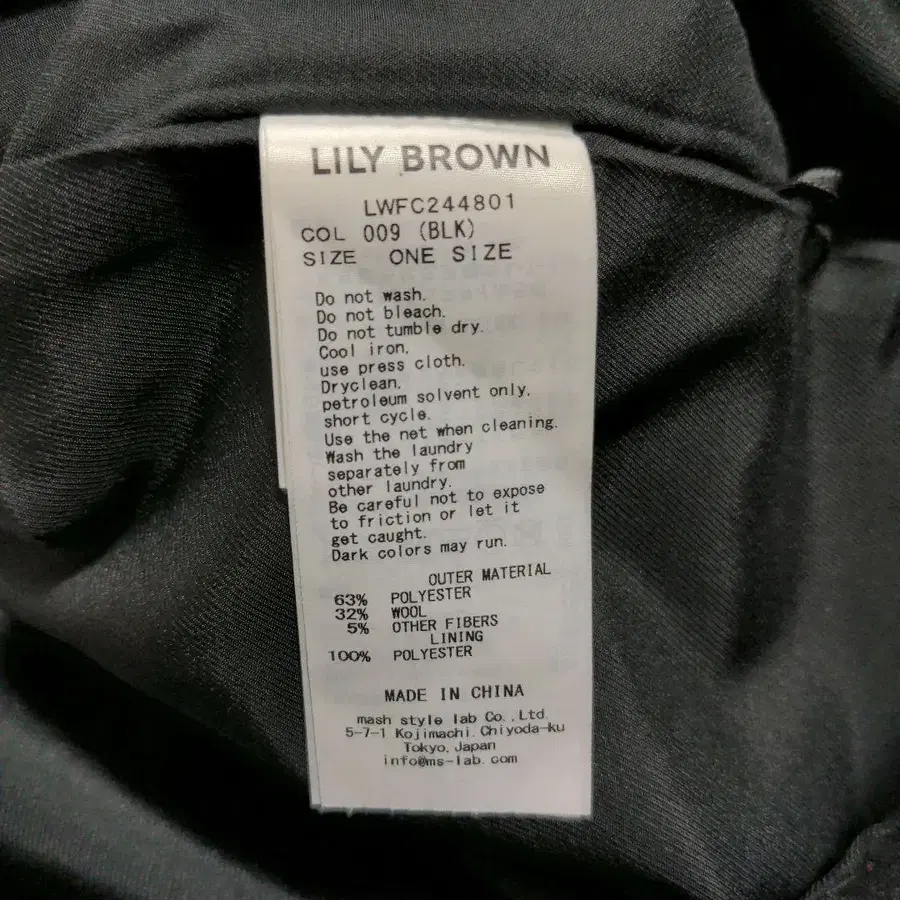 LILY BROWN
LWFC244801
COL 009 (BLK)
SIZE ONE SIZE
Do not wash.
Do not bleach.
Do not tumble dry.
Cool iron,
use press cloth.
Dryclean,
petroleum solvent only,
short cycle.
Use the net when cleaning.
Wash the laundry
separately from
other laundry.
Be careful not to expose
to friction or let it
get caught.
Dark colors may run.
OUTER MATERIAL
63% POLYESTER
32% WOOL
5% OTHER FIBERS
LINING
100% POLYESTER
MADE IN CHINA
mash style lab Co., Ltd.
5-7-1 Kojimachi, Chiyoda-ku
Tokyo, Japan
info@ms-lab.com